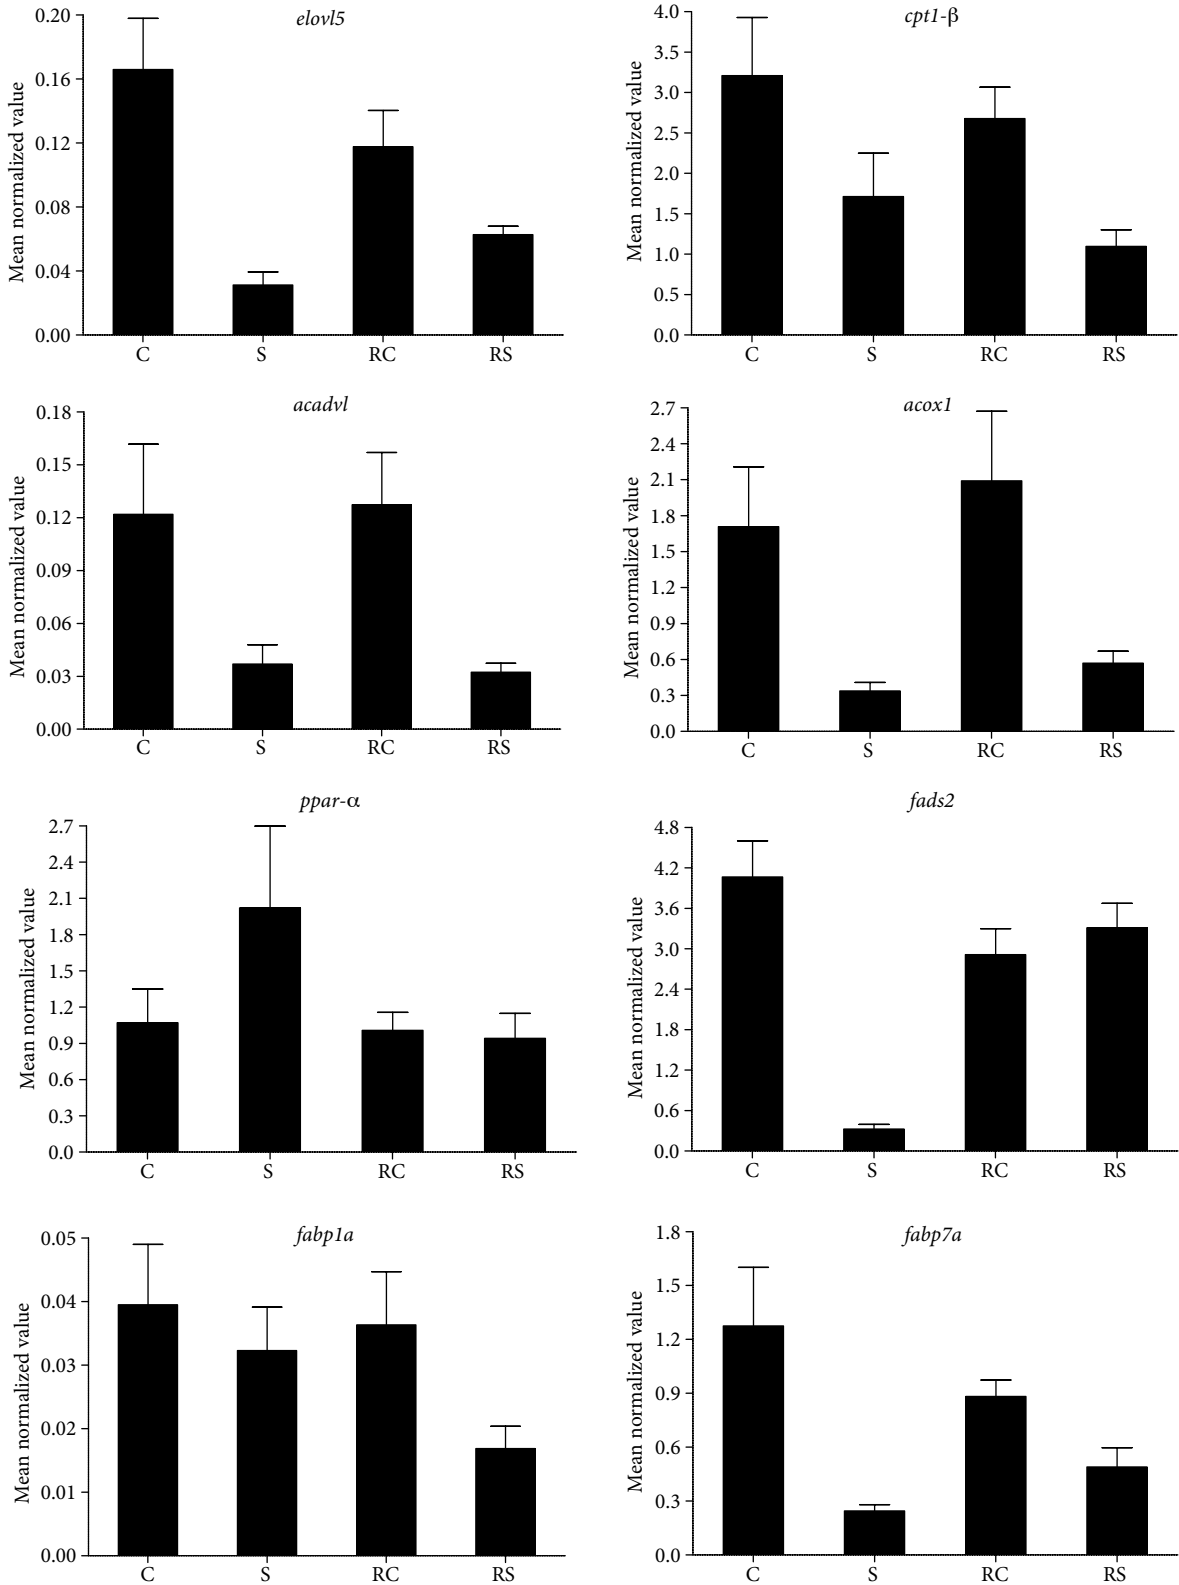 elovl5
Mean normalized value
0.20
0.16
0.12
0.08
0.04
0.00
C S RC RS
cpt1-β
Mean normalized value
4.0
3.5
3.0
2.5
2.0
1.5
1.0
0.5
0.0
C S RC RS
acadvl
Mean normalized value
0.18
0.15
0.12
0.09
0.06
0.03
0.00
C S RC RS
acox1
Mean normalized value
2.7
2.4
2.1
1.8
1.5
1.2
0.9
0.6
0.3
0.0
C S RC RS
ppar-α
Mean normalized value
2.7
2.4
2.1
1.8
1.5
1.2
0.9
0.6
0.3
0.0
C S RC RS
fads2
Mean normalized value
4.8
4.2
3.6
3.0
2.4
1.8
1.2
0.6
0.0
C S RC RS
fabp1a
Mean normalized value
0.05
0.04
0.03
0.02
0.01
0.00
C S RC RS
fabp7a
Mean normalized value
1.8
1.5
1.2
0.9
0.6
0.3
0.0
C S RC RS